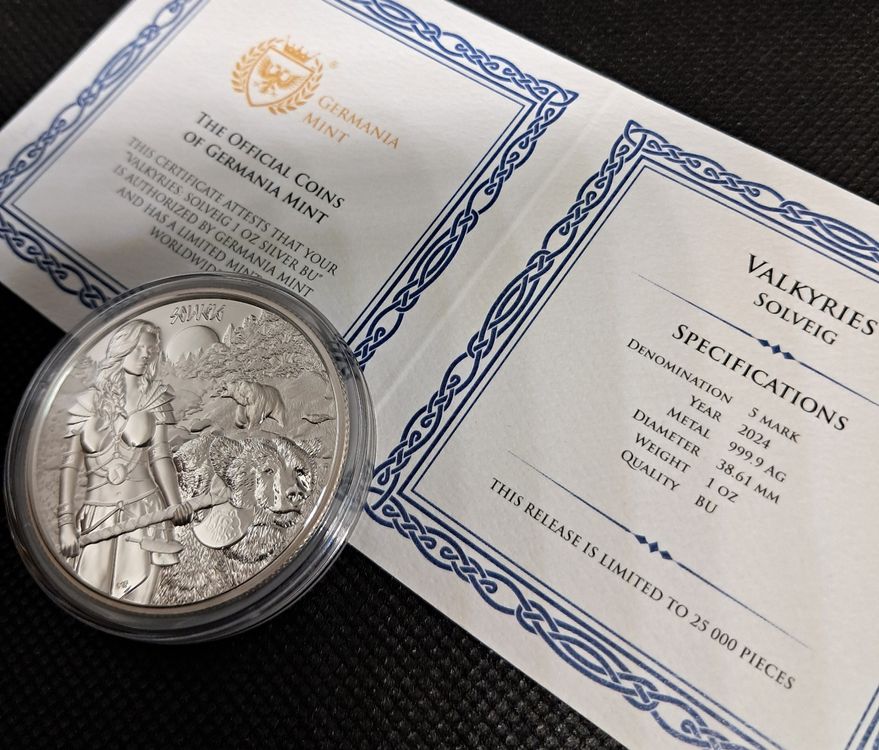 GERMANIA
MINT
THE OFFICIAL COINS
OF GERMANIA MINT
THIS CERTIFICATE ATTESTS THAT YOUR
"VALKYRIES: SOLVEIG 1 OZ SILVER BU"
IS AUTHORIZED BY GERMANIA MINT
AND HAS A LIMITED
WORLDWIDE
SOLVEIG
VALKYRIES
SOLVEIG
SPECIFICATIONS
DENOMINATION 5 MARK
YEAR 2024
METAL 999.9 AG
DIAMETER 38.61 MM
WEIGHT 1 OZ
QUALITY BU
THIS RELEASE IS LIMITED TO 25 000 PIECES